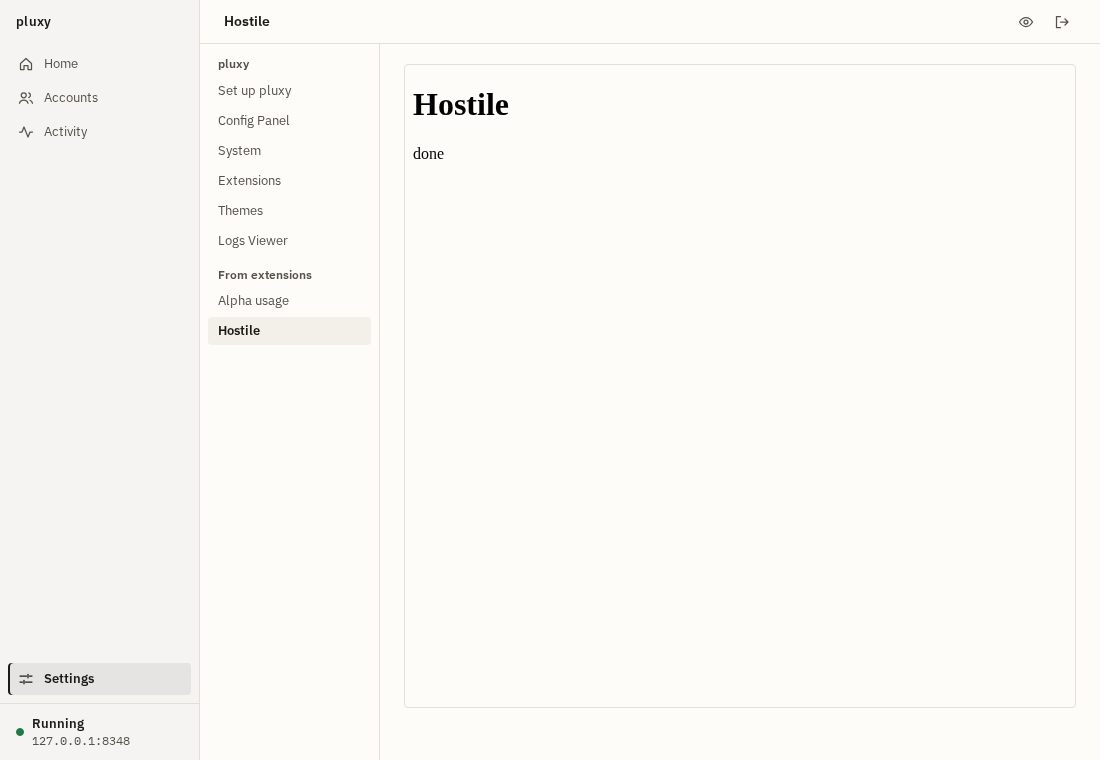 pluxy
Home
Accounts
Activity
Settings
Running
127.0.0.1:8348
Hostile
pluxy
Set up pluxy
Config Panel
System
Extensions
Themes
Logs Viewer
From extensions
Alpha usage
Hostile
Hostile
done